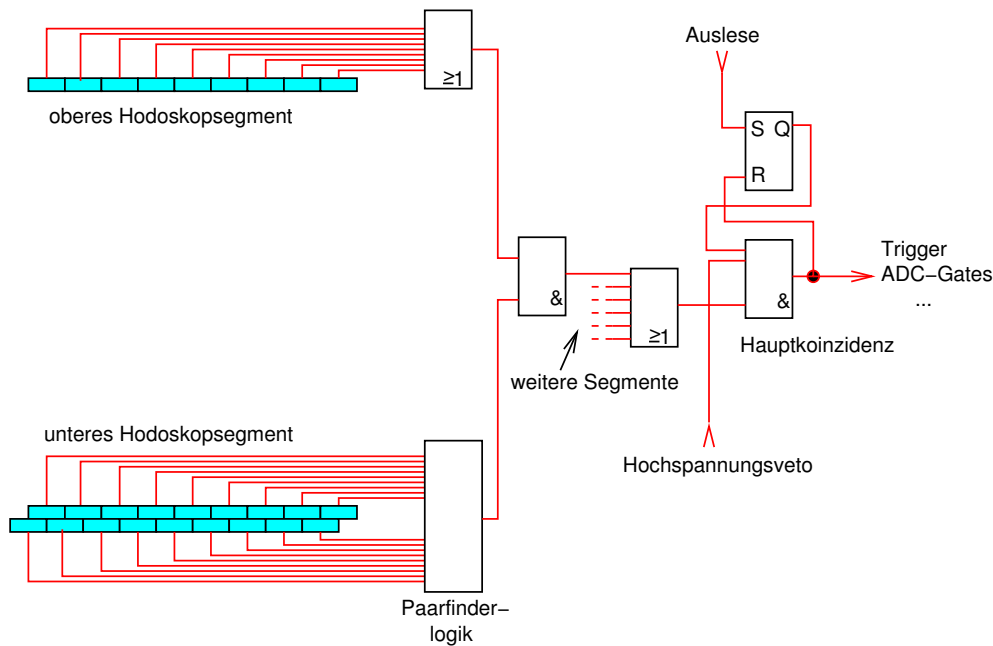 Auslese
≥1
oberes Hodoskopsegment
S Q
R
Trigger
ADC−Gates
...
&
&
≥1
Hauptkoinzidenz
weitere Segmente
unteres Hodoskopsegment
Hochspannungsveto
Paarfinder−
logik